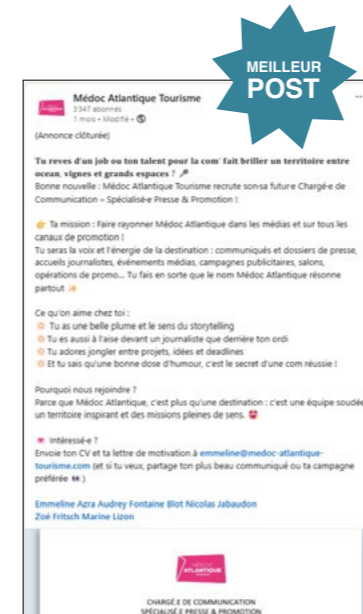 MEILLEUR
POST
Médoc Atlantique Tourisme
3 347 abonnés
1 mois • Modifié •
(Annonce clôturée)
Tu reves d'un job ou ton talent pour la com' fait briller un territoire entre
ocean, vignes et grands espaces ? 🎤
Bonne nouvelle : Médoc Atlantique Tourisme recrute son·sa future Chargé·e de
Communication – Spécialisé·e Presse & Promotion !
👉 Ta mission : Faire rayonner Médoc Atlantique dans les médias et sur tous les
canaux de promotion !
Tu seras la voix et l'énergie de la destination : communiqués et dossiers de presse,
accueils journalistes, événements médias, campagnes publicitaires, salons,
opérations de promo... Tu fais en sorte que le nom Médoc Atlantique résonne
partout ✨
Ce qu'on aime chez toi :
Tu as une belle plume et le sens du storytelling
Tu es aussi à l'aise devant un journaliste que derrière ton ordi
Tu adores jongler entre projets, idées et deadlines
Et tu sais qu'une bonne dose d'humour, c'est le secret d'une com réussie !
Pourquoi nous rejoindre ?
Parce que Médoc Atlantique, c'est plus qu'une destination : c'est une équipe soudée,
un territoire inspirant et des missions pleines de sens.
Intéressé·e ?
Envoie ton CV et ta lettre de motivation à emmeline@medoc-atlantique-
tourisme.com (et si tu veux, partage ton plus beau communiqué ou ta campagne
préférée )
Emmeline Azra Audrey Fontaine Blot Nicolas Jabaudon
Zoé Fritsch Marine Lizon
MÉDOC
ATLANTIQUE
CHARGÉ.E DE COMMUNICATION
SPÉCIALISÉ.E PRESSE & PROMOTION